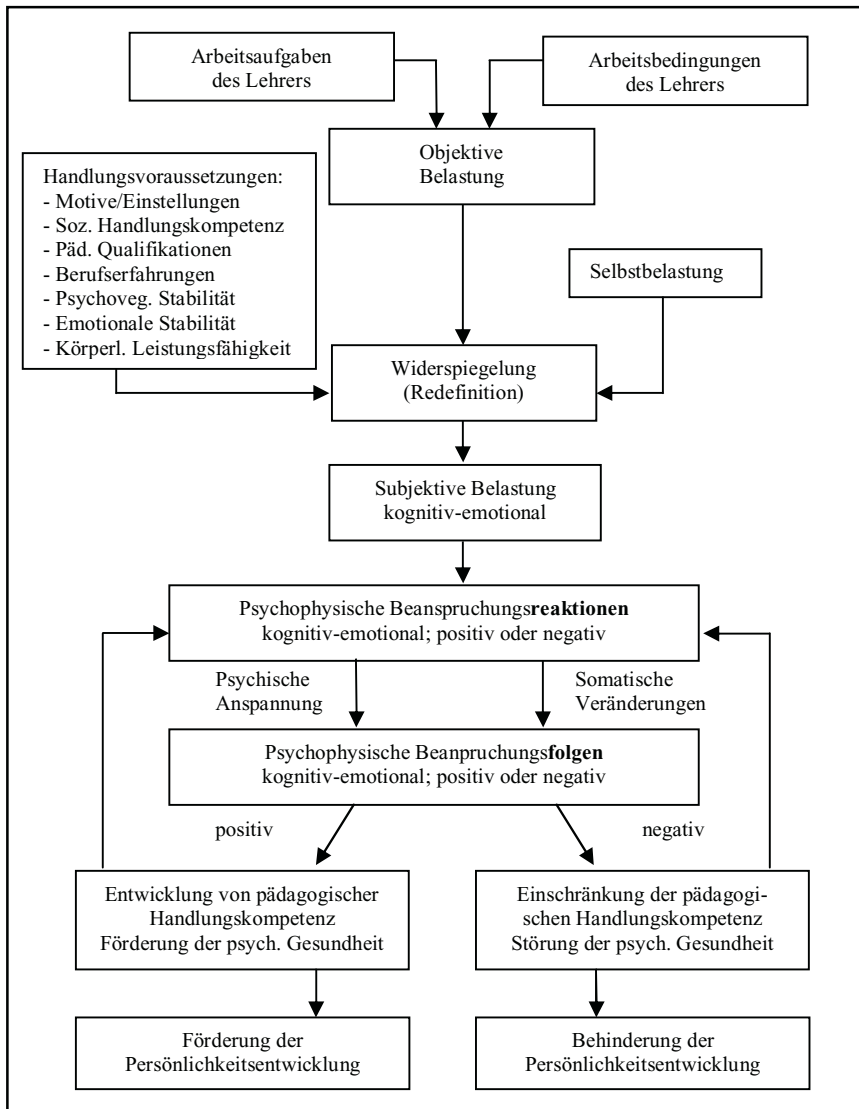 Arbeitsaufgaben
des Lehrers
Arbeitsbedingungen
des Lehrers
Objektive
Belastung
Handlungsvoraussetzungen:
- Motive/Einstellungen
- Soz. Handlungskompetenz
- Päd. Qualifikationen
- Berufserfahrungen
- Psychoveg. Stabilität
- Emotionale Stabilität
- Körperl. Leistungsfähigkeit
Selbstbelastung
Widerspiegelung
(Redefinition)
Subjektive Belastung
kognitiv-emotional
Psychophysische Beanspruchungsreaktionen
kognitiv-emotional; positiv oder negativ
Psychische
Anspannung
Somatische
Veränderungen
Psychophysische Beanpruchungsfolgen
kognitiv-emotional; positiv oder negativ
positiv
negativ
Entwicklung von pädagogischer
Handlungskompetenz
Förderung der psych. Gesundheit
Einschränkung der pädagogi-
schen Handlungskompetenz
Störung der psych. Gesundheit
Förderung der
Persönlichkeitsentwicklung
Behinderung der
Persönlichkeitsentwicklung